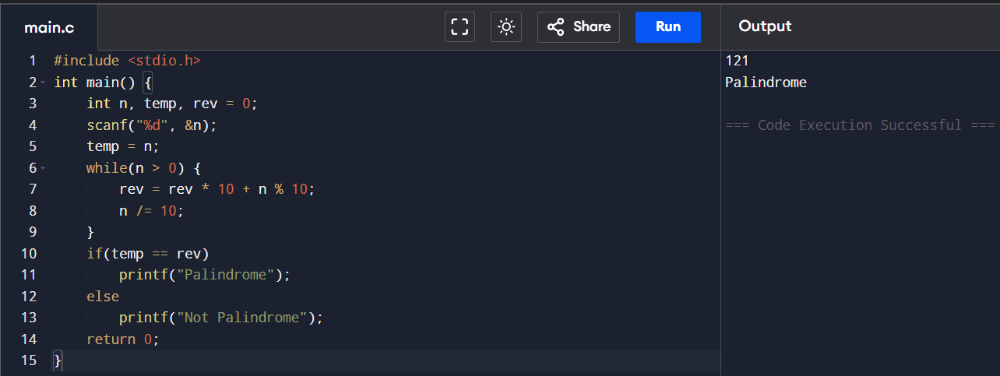 main.c
Share
Run
Output
1 #include <stdio.h>
2 int main() {
3     int n, temp, rev = 0;
4     scanf("%d", &n);
5     temp = n;
6     while(n > 0) {
7         rev = rev * 10 + n % 10;
8         n /= 10;
9     }
10     if(temp == rev)
11         printf("Palindrome");
12     else
13         printf("Not Palindrome");
14     return 0;
15 }
121
Palindrome
=== Code Execution Successful ===